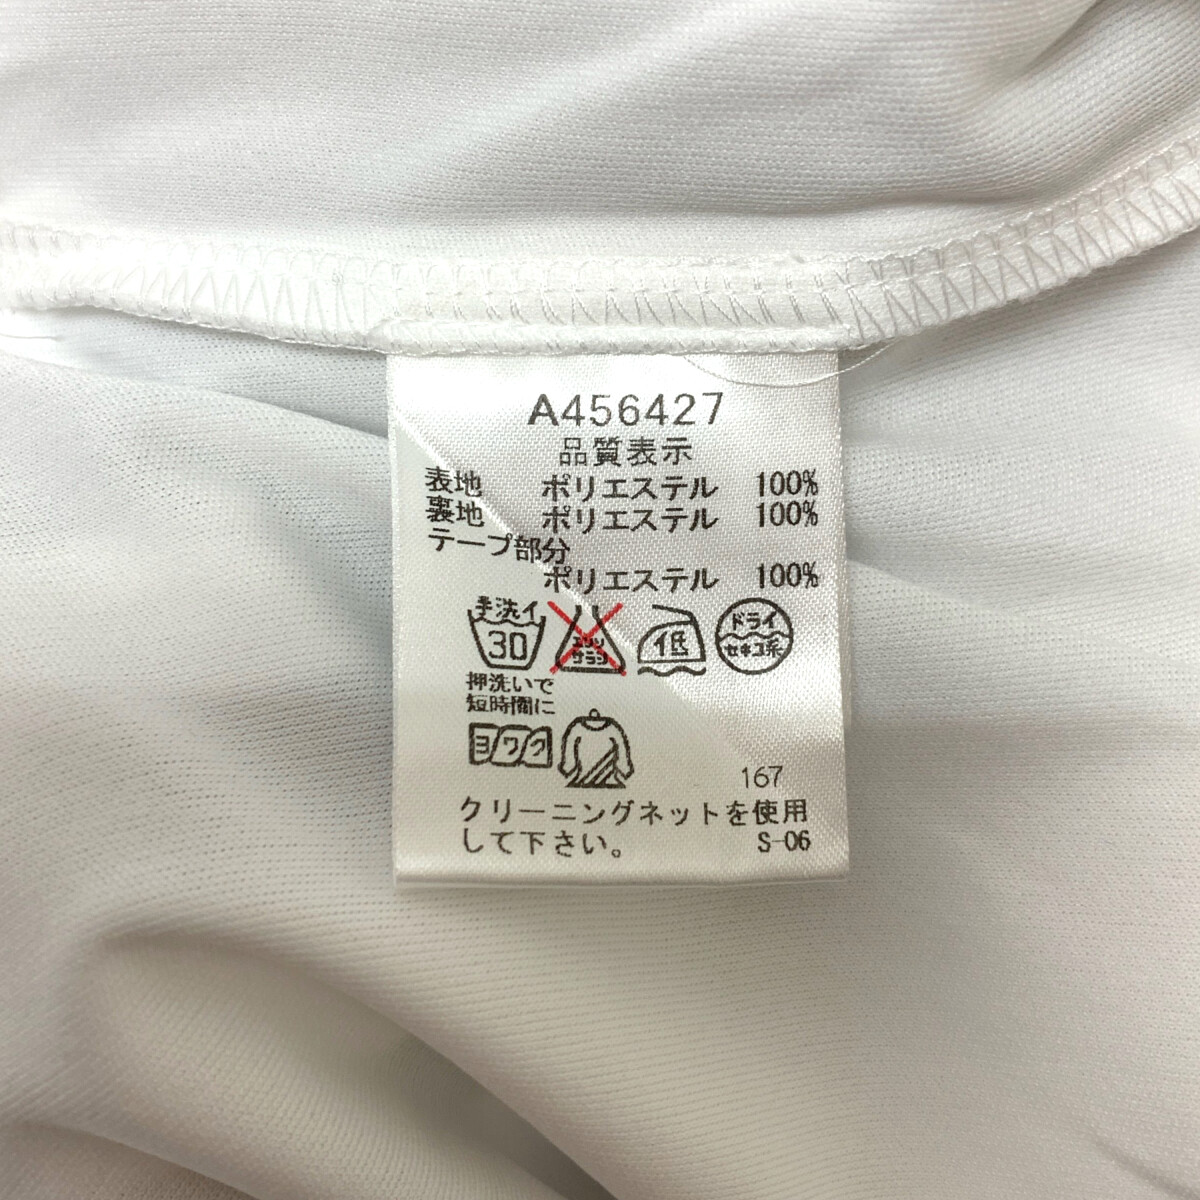 A456427
品質表示
表地 ポリエステル 100%
裏地 ポリエステル 100%
テープ部分
ポリエステル 100%
手洗イ
30
エンソ
サラシ
低
ドライ
セキユ系
押洗いで
短時間に
ヨワク
167
クリーニングネットを使用
して下さい。 S-06